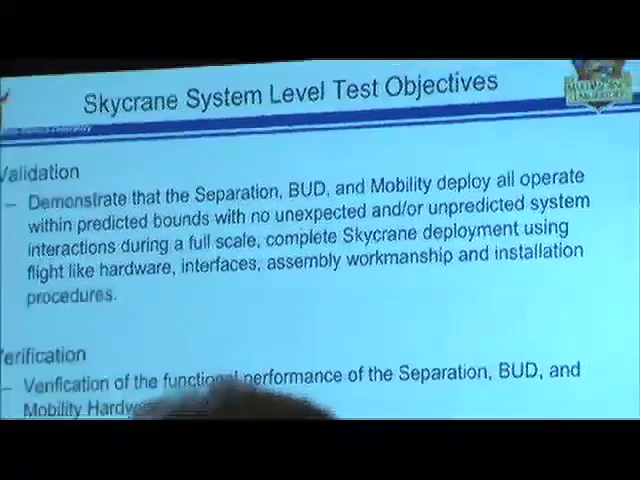 Skycrane System Level Test Objectives
Validation
– Demonstrate that the Separation, BUD, and Mobility deploy all operate
within predicted bounds with no unexpected and/or unpredicted system
interactions during a full scale, complete Skycrane deployment using
flight like hardware, interfaces, assembly workmanship and installation
procedures.
erification
– Verification of the functional performance of the Separation, BUD, and
Mobility Hardw